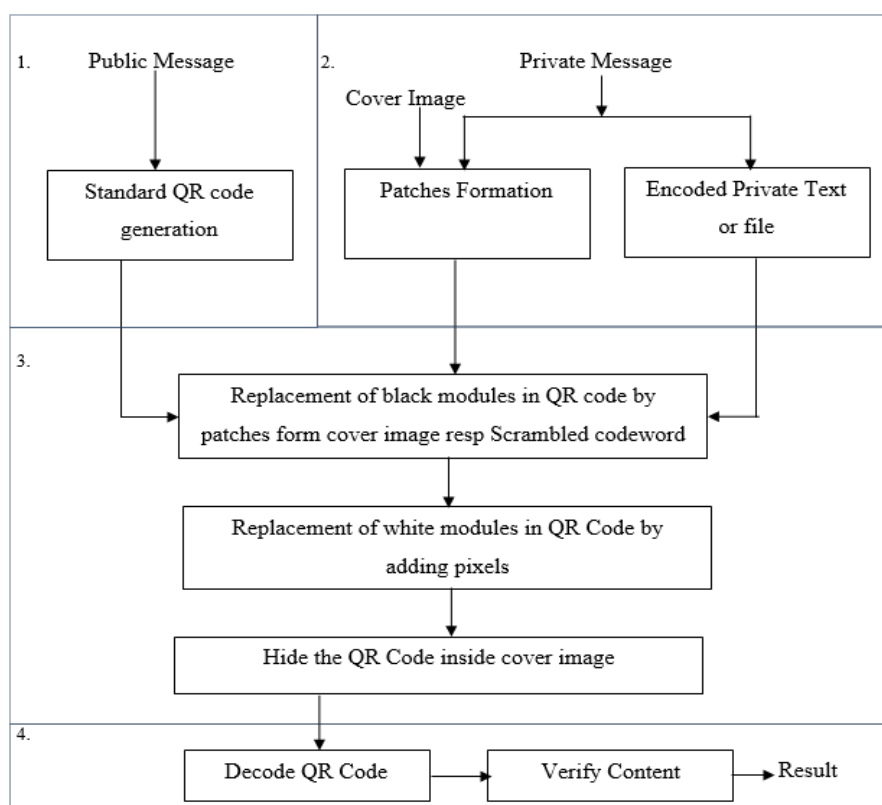 1.
Public Message
Standard QR code
generation
2.
Private Message
Cover Image
Patches Formation
Encoded Private Text
or file
3.
Replacement of black modules in QR code by
patches form cover image resp Scrambled codeword
Replacement of white modules in QR Code by
adding pixels
Hide the QR Code inside cover image
4.
Decode QR Code
Verify Content
Result